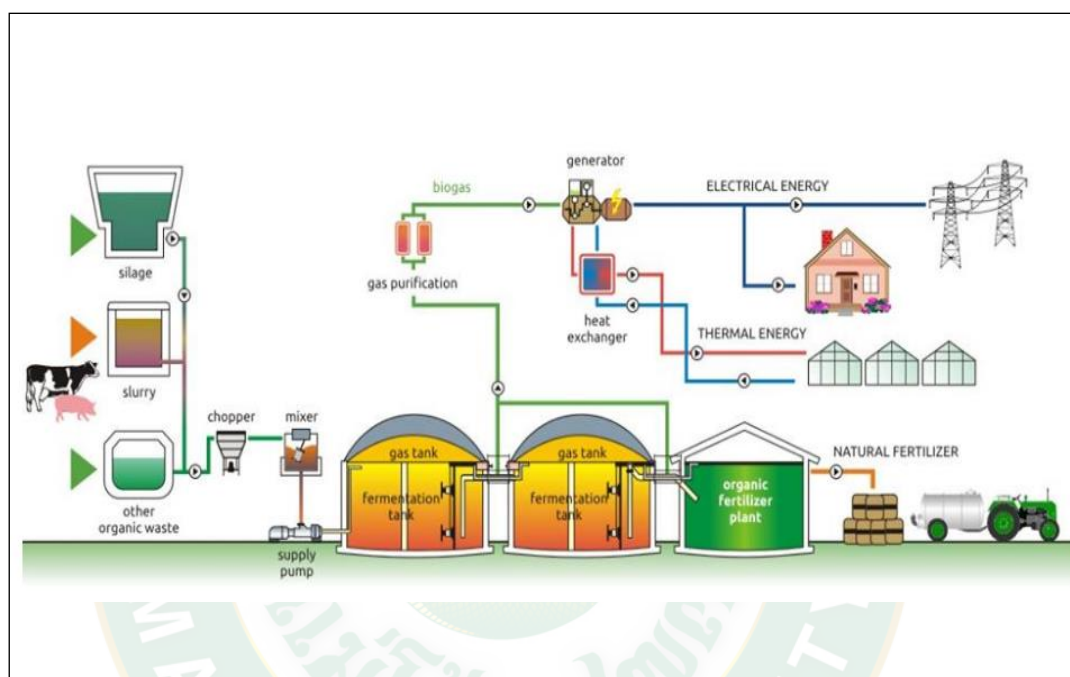 generator
biogas
ELECTRICAL ENERGY
silage
gas purification
heat
exchanger
THERMAL ENERGY
slurry
chopper
mixer
gas tank
gas tank
NATURAL FERTILIZER
fermentation
tank
fermentation
tank
organic
fertilizer
plant
other
organic waste
supply
pump